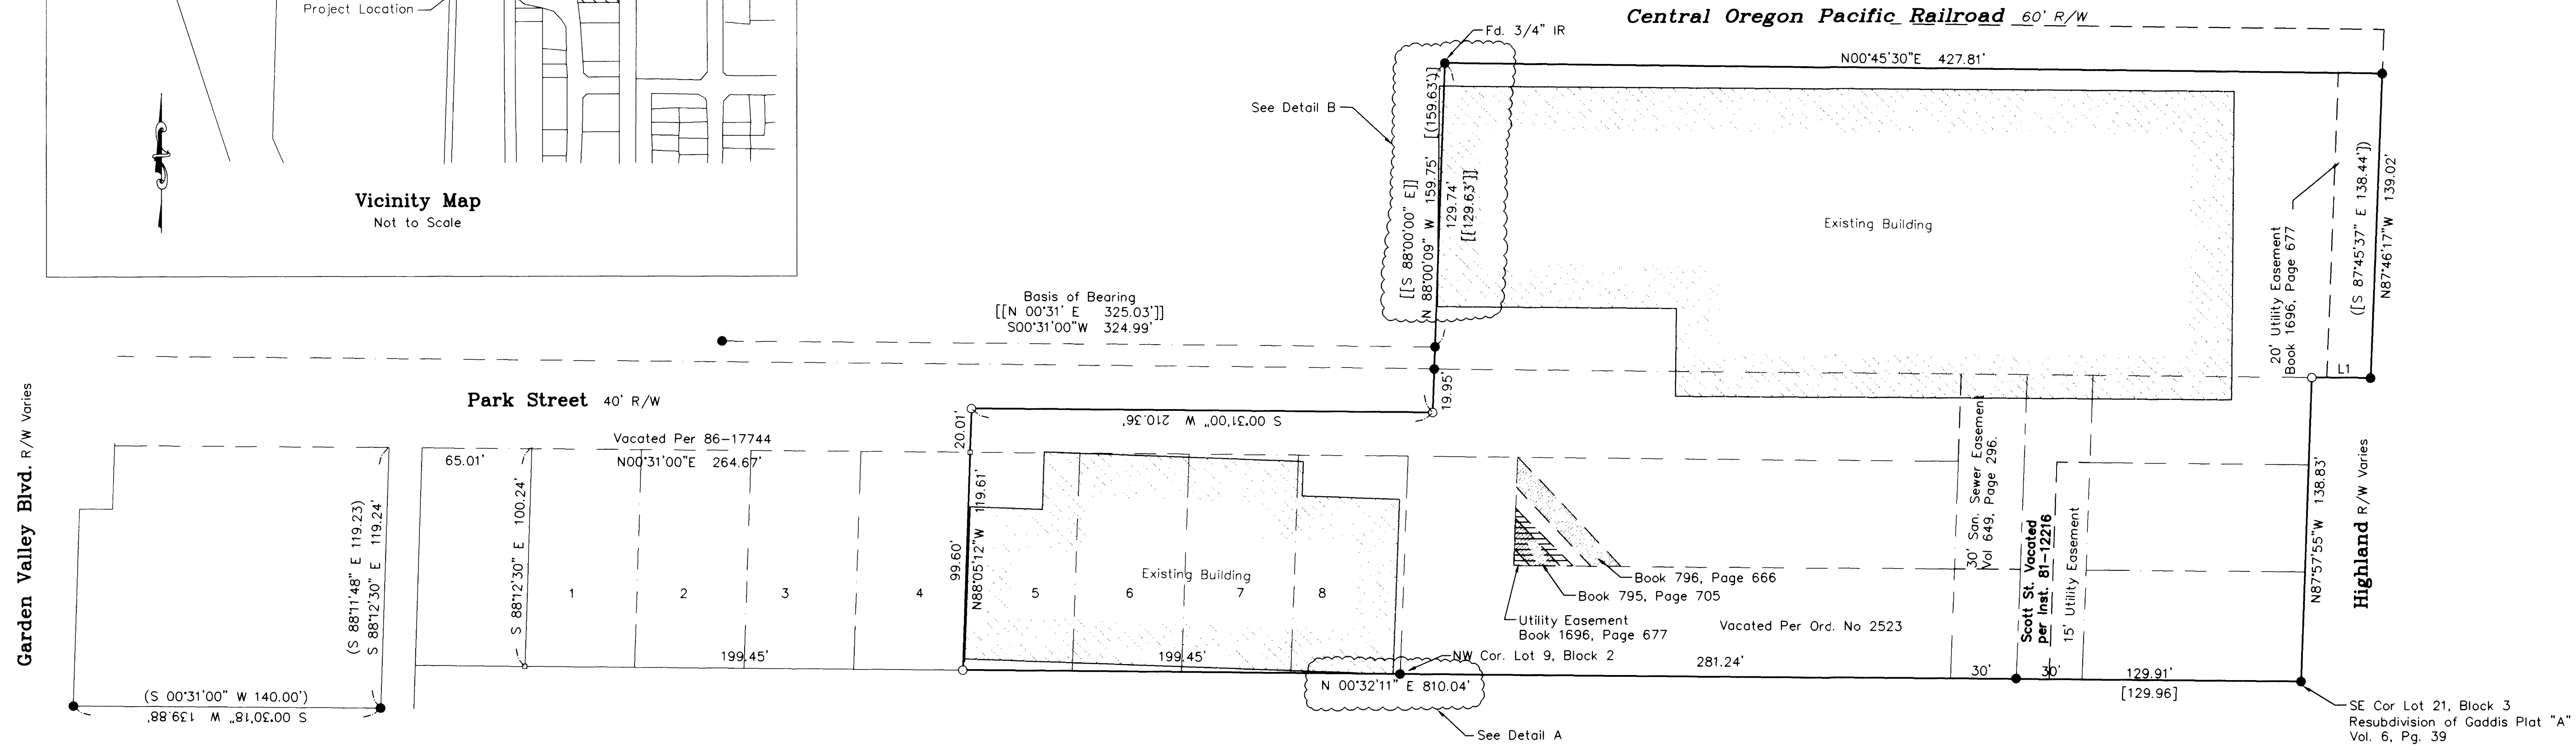 Project Location
Vicinity Map
Not to Scale
Central Oregon Pacific Railroad 60' R/W
Fd. 3/4" IR
N00°45'30"E 427.81'
See Detail B
[(159.63')]
[[S 88°00'00" E]]
N 88°00'09" W 159.75'
129.74'
[[129.63']]
Existing Building
20' Utility Easement
Book 1696, Page 677
([S 87°45'37" E 138.44'])
N87°46'17"W 139.02'
L1
Basis of Bearing
[[N 00°31' E 325.03']]
S00°31'00"W 324.99'
19.95'
Park Street 40' R/W
S 00°31'00" W 210.36'
20.01'
Garden Valley Blvd. R/W Varies
Vacated Per 86-17744
65.01'
N00°31'00"E 264.67'
(S 88°11'48" E 119.23)
S 88°12'30" E 119.24'
S 88°12'30" E 100.24'
119.61'
99.60'
N88°05'12"W
Existing Building
1
2
3
4
5
6
7
8
199.45'
199.45'
Book 796, Page 666
Book 795, Page 705
Utility Easement
Book 1696, Page 677
Vacated Per Ord. No 2523
30' San. Sewer Easement
Vol 649, Page 296.
Scott St. Vacated
per Inst. 81-12216
15' Utility Easement
N87°57'55"W 138.83'
Highland R/W Varies
NW Cor. Lot 9, Block 2
281.24'
30'
30'
129.91'
[129.96]
N 00°32'11" E 810.04'
See Detail A
(S 00°31'00" W 140.00')
S 00°30'18" W 139.88'
SE Cor Lot 21, Block 3
Resubdivision of Gaddis Plat "A"
Vol. 6, Pg. 39